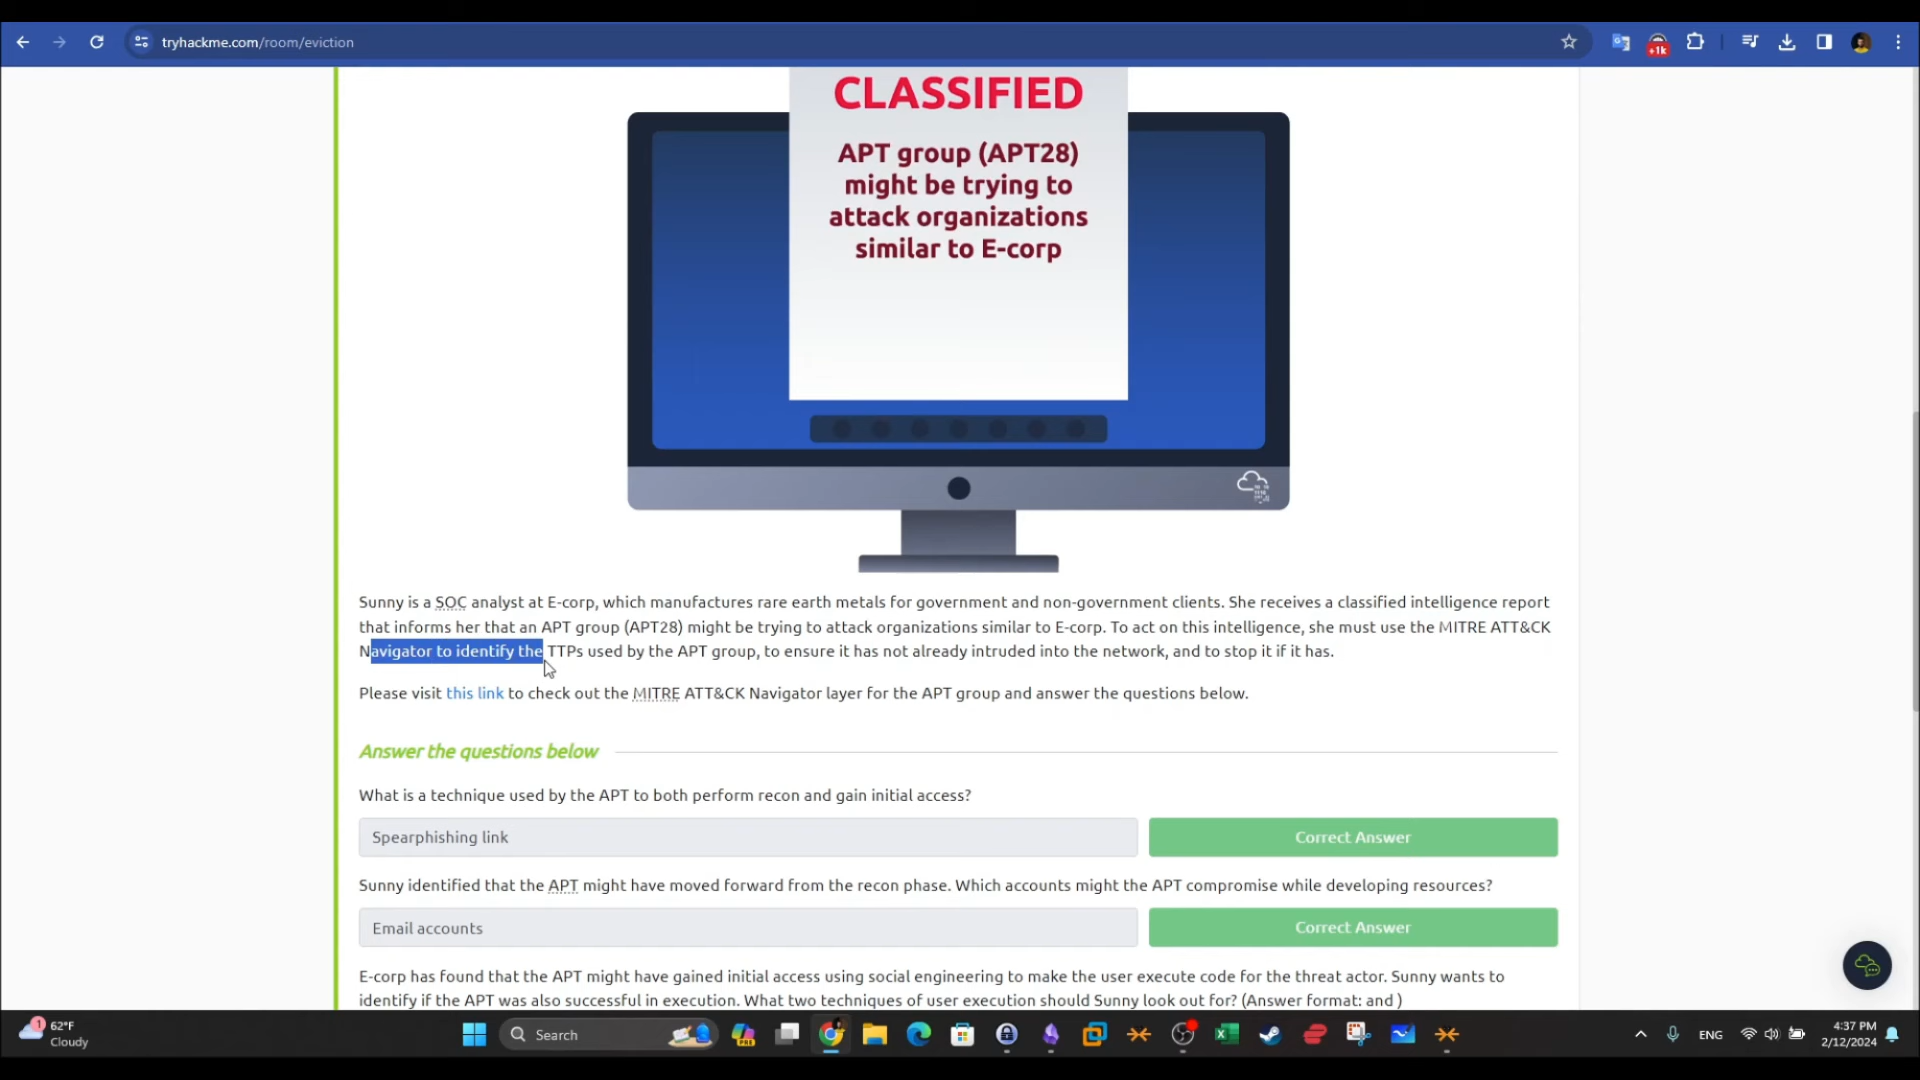 tryhackme.com/room/eviction
+1k
CLASSIFIED
APT group (APT28)
might be trying to
attack organizations
similar to E-corp
Sunny is a SOC analyst at E-corp, which manufactures rare earth metals for government and non-government clients. She receives a classified intelligence report
that informs her that an APT group (APT28) might be trying to attack organizations similar to E-corp. To act on this intelligence, she must use the MITRE ATT&CK
Navigator to identify the TTPs used by the APT group, to ensure it has not already intruded into the network, and to stop it if it has.
Please visit this link to check out the MITRE ATT&CK Navigator layer for the APT group and answer the questions below.
Answer the questions below
What is a technique used by the APT to both perform recon and gain initial access?
Spearphishing link
Correct Answer
Sunny identified that the APT might have moved forward from the recon phase. Which accounts might the APT compromise while developing resources?
Email accounts
Correct Answer
E-corp has found that the APT might have gained initial access using social engineering to make the user execute code for the threat actor. Sunny wants to
identify if the APT was also successful in execution. What two techniques of user execution should Sunny look out for? (Answer format: and )
1
62°F
Cloudy
Search
PRE
ENG
4:37 PM
2/12/2024